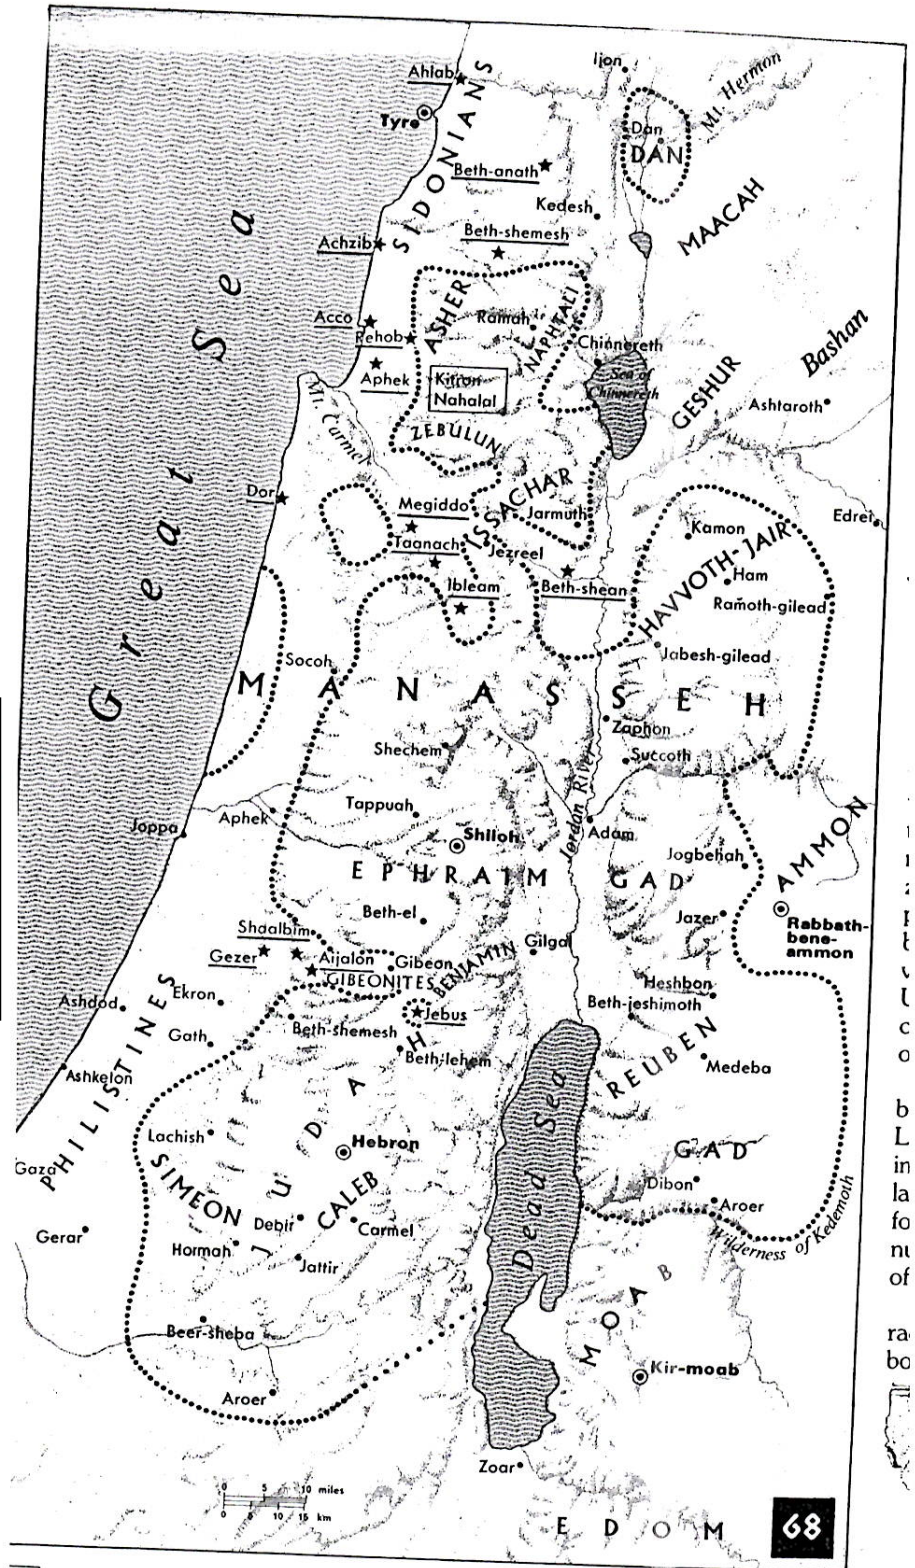 Ahlab
Tyre
SIDONIANS
Ijon
Mt. Hermon
Dan
DAN
Beth-anath
Kedesh
MAACAH
Achzib
Beth-shemesh
Great Sea
ASHER
Ramah
NAPHTALI
Acco
Rehob
Chinnereth
Sea of
Chinnereth
Bashan
Aphek
Kitron
Nahalal
GESHUR
Ashtaroth
Mt. Carmel
ZEBULUN
Dor
Megiddo
ISSACHAR
Jarmuth
Edrei
Kamon
Taanach
Jezreel
HAVVOTH-JAIR
Ham
Ibleam
Beth-shean
Ramoth-gilead
Socoh
Jabesh-gilead
MANASSEH
Zaphon
Shechem
Succoth
Jordan River
Tappuah
Aphek
Joppa
Adam
Shiloh
AMMON
Jogbehah
EPHRAIM
GAD
Beth-el
Jazer
Rabbath-
bene-
ammon
Shaalbim
Gezer
Aijalon
Gibeon
BENJAMIN
Gilgal
GIBEONITES
Heshbon
Ashdod
Ekron
Beth-jeshimoth
Jebus
Beth-shemesh
Gath
Beth-lehem
REUBEN
Medeba
Ashkelon
PHILISTINES
JUDAH
Dead Sea
Lachish
Hebron
GAD
Gaza
SIMEON
CALEB
Dibon
Aroer
Debir
Carmel
Wilderness of Kedemoth
Gerar
Hormah
Jattir
MOAB
Beer-sheba
Kir-moab
Aroer
Zoar
0 5 10 miles
0 5 10 15 km
EDOM
68
b
L
in
la
fo
nu
of
ra
bo